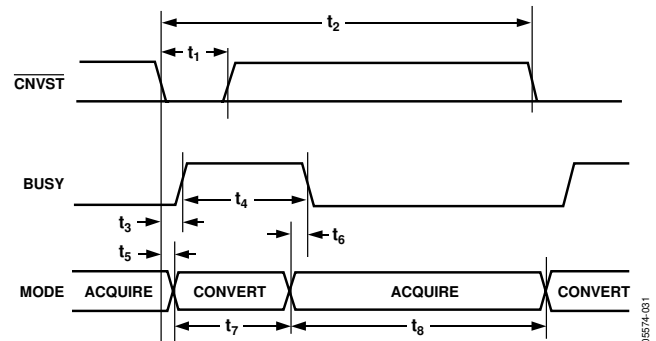 t2
t1
CNVST
BUSY
t4
t3
t6
t5
MODE ACQUIRE CONVERT ACQUIRE CONVERT
t7 t8
05574-031